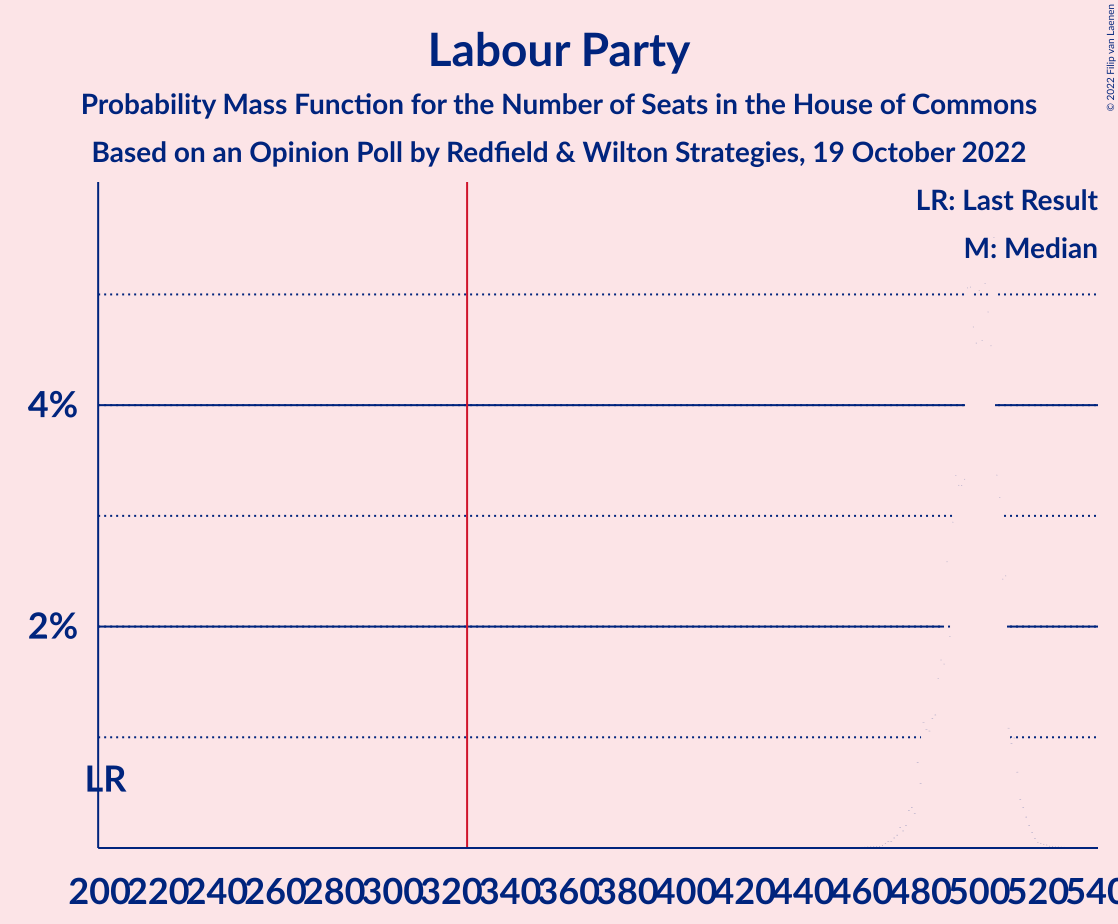 Labour Party
Probability Mass Function for the Number of Seats in the House of Commons
Based on an Opinion Poll by Redfield & Wilton Strategies, 19 October 2022
© 2022 Filip van Laenen
LR: Last Result
M: Median
4%
2%
LR
200 220 240 260 280 300 320 340 360 380 400 420 440 460 480 500 520 540